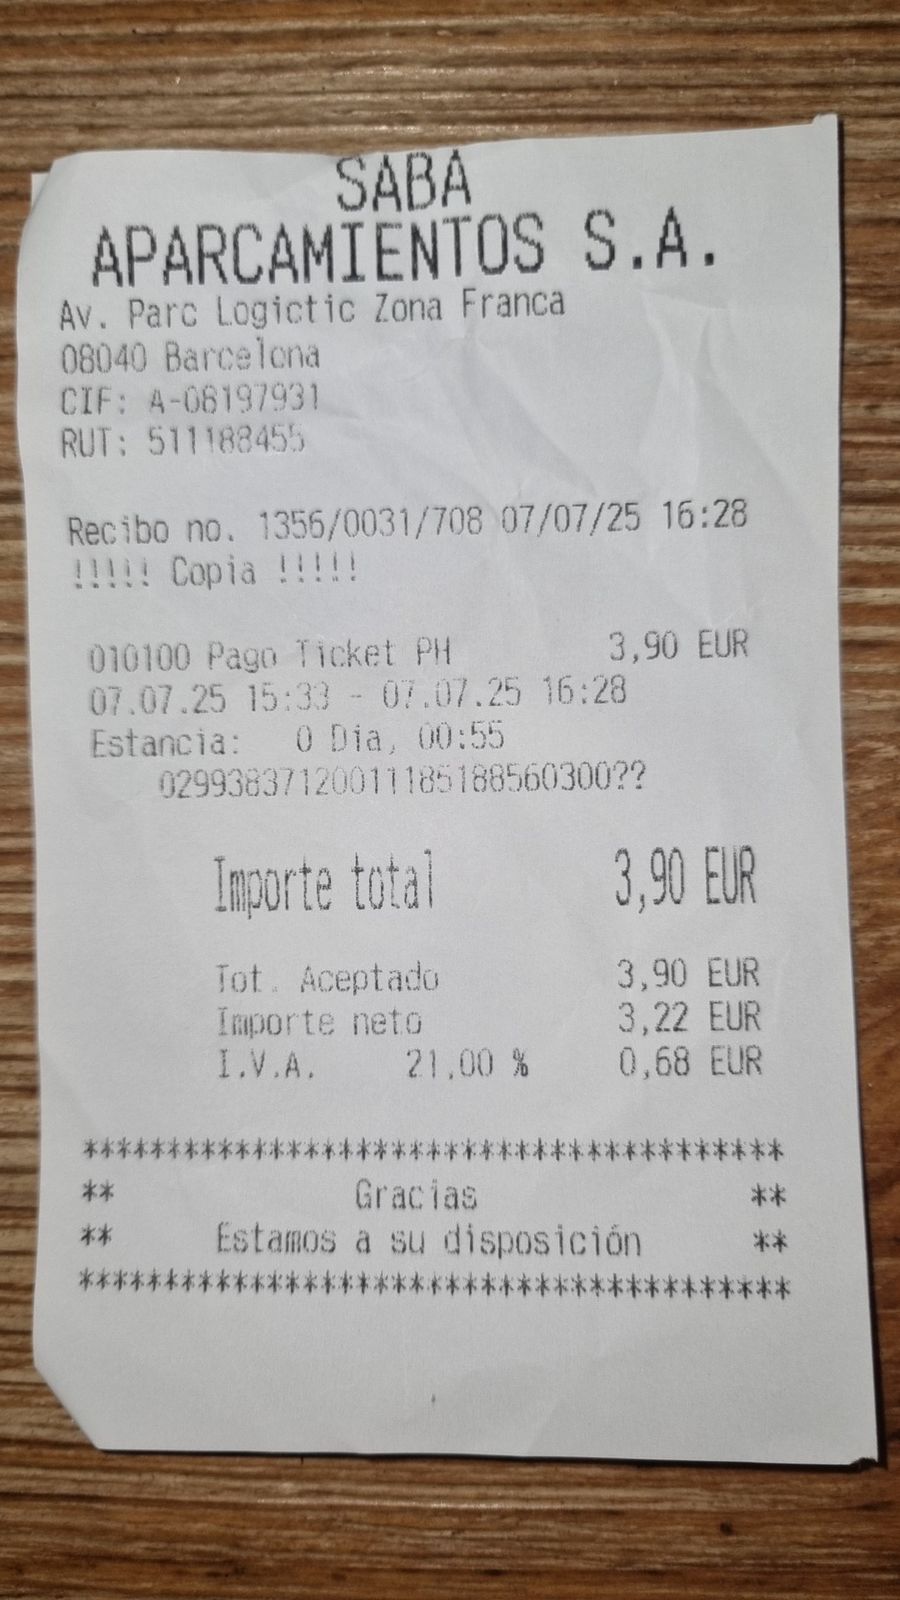 SABA
APARCAMIENTOS S.A.
Av. Parc Logictic Zona Franca
08040 Barcelona
CIF: A-08197931
RUT: 511188455
Recibo no. 1356/0031/708 07/07/25 16:28
!!!!! Copia !!!!!
010100 Pago Ticket PH 3,90 EUR
07.07.25 15:33 - 07.07.25 16:28
Estancia: 0 Dia, 00:55
02993837120011185188560300??
Importe total 3,90 EUR
Tot. Aceptado 3,90 EUR
Importe neto 3,22 EUR
I.V.A. 21,00 % 0,68 EUR
****************************************
** Gracias **
** Estamos a su disposición **
****************************************